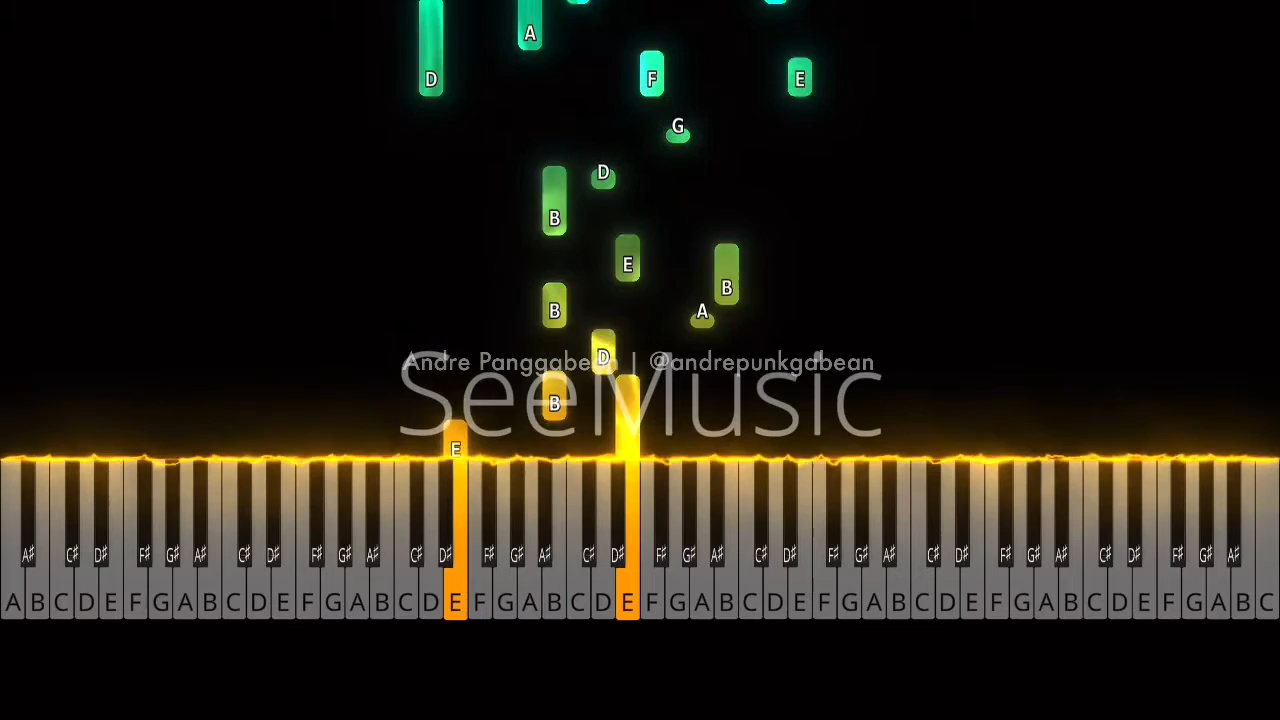 A
D F E
G
D
B
E
B
B A
D
Andre Panggabean | @andrepunkgabean
SeeMusic
B
E
A# C# D# F# G# A# C# D# F# G# A# C# D# F# G# A# C# D# F# G# A# C# D# F# G# A# C# D# F# G# A# C# D# F# G# A#
A B C D E F G A B C D E F G A B C D E F G A B C D E F G A B C D E F G A B C D E F G A B C D E F G A B C